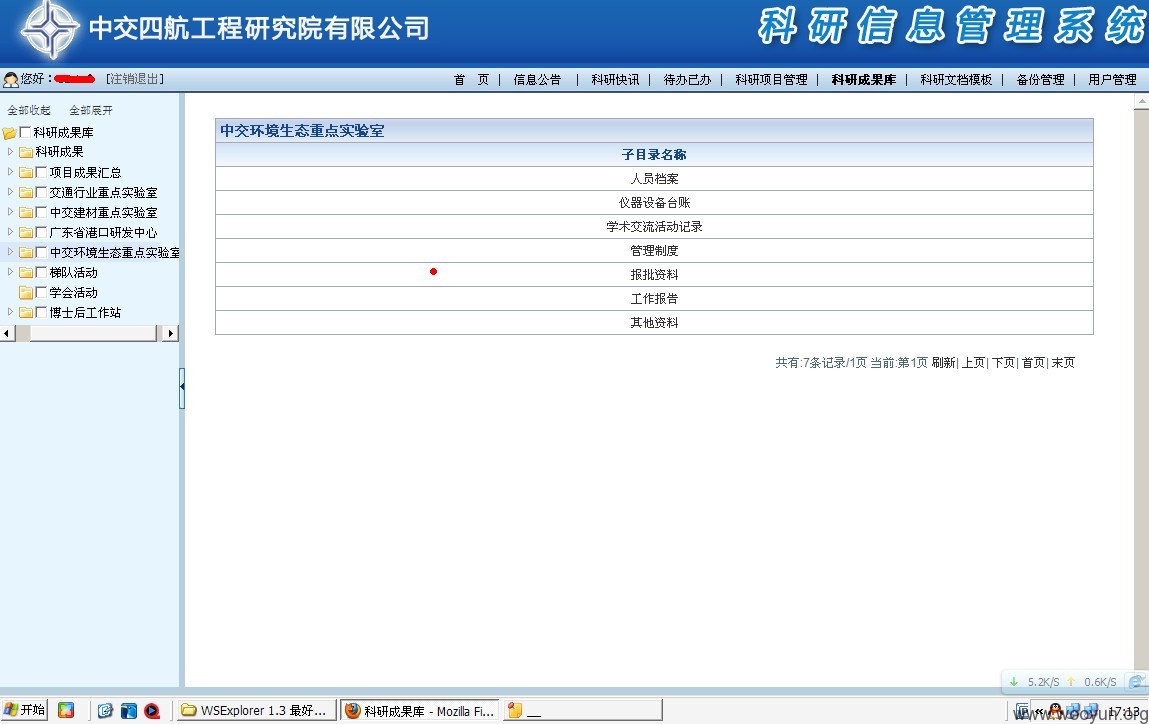 中交四航工程研究院有限公司
科研信息管理系统
您好： [注销退出]
首 页 | 信息公告 | 科研快讯 | 待办已办 | 科研项目管理 | 科研成果库 | 科研文档模板 | 备份管理 | 用户管理
全部收起 全部展开
科研成果库
科研成果
项目成果汇总
交通行业重点实验室
中交建材重点实验室
广东省港口研发中心
中交环境生态重点实验室
梯队活动
学会活动
博士后工作站
中交环境生态重点实验室
子目录名称
人员档案
仪器设备台账
学术交流活动记录
管理制度
报批资料
工作报告
其他资料
共有:7条记录/1页 当前:第1页 刷新| 上页| 下页| 首页| 末页
5.2K/S 0.6K/S
开始 WSExplorer 1.3 最好... 科研成果库 - Mozilla Fi... __ 17:13
www.wooyun.org